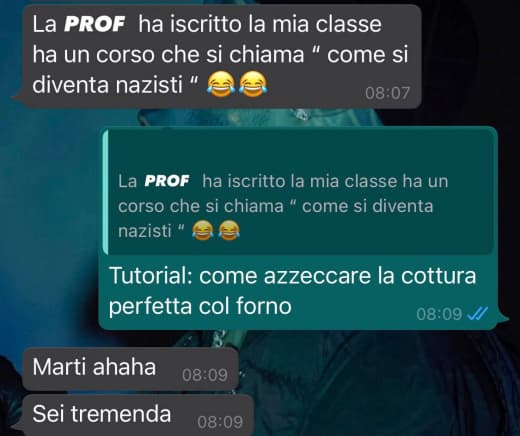 La PROF ha iscritto la mia classe
ha un corso che si chiama “ come si
diventa nazisti “ 😂😂
08:07
La PROF ha iscritto la mia classe ha un
corso che si chiama “ come si diventa
nazisti “ 😂😂
Tutorial: come azzeccare la cottura
perfetta col forno
08:09
Marti ahaha 08:09
Sei tremenda 08:09